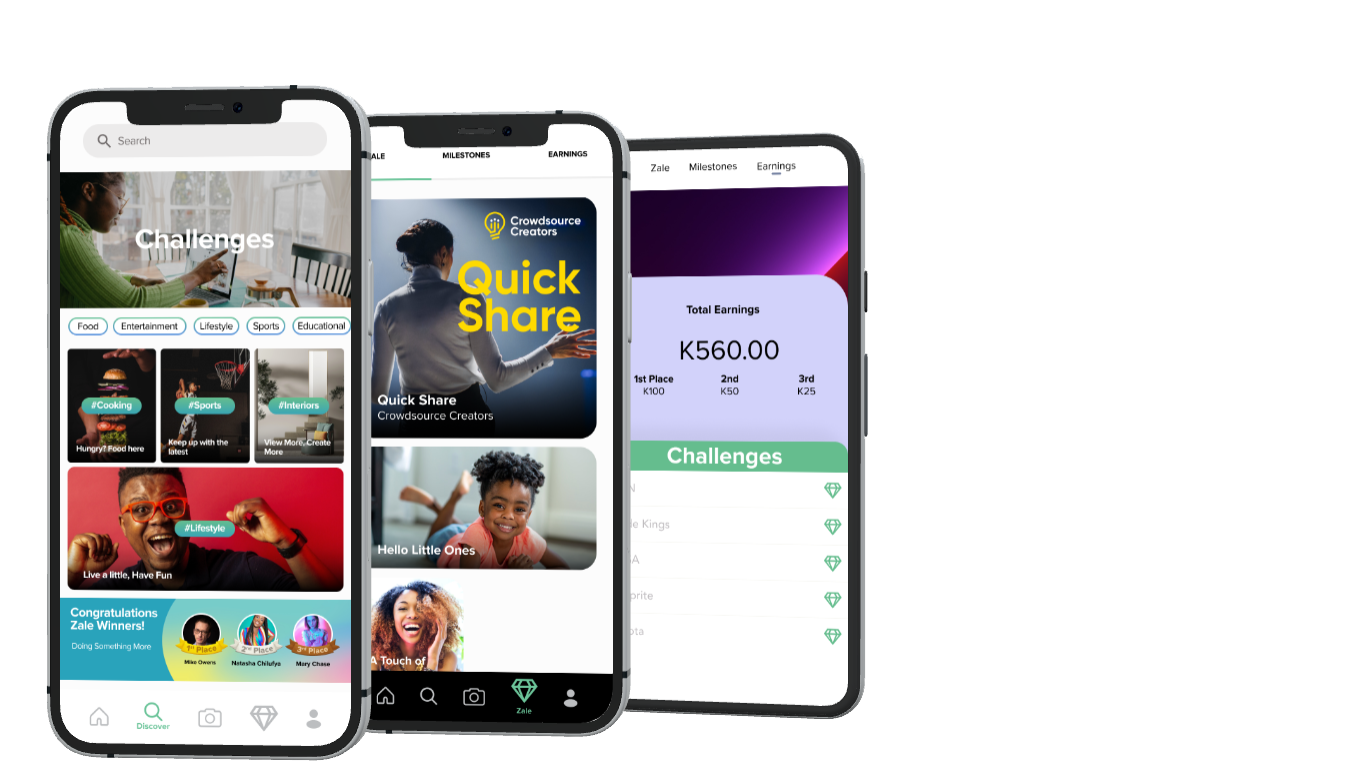 Search
Challenges
Food
Entertainment
Lifestyle
Sports
Educational
#Cooking
Hungry? Food here
#Sports
Keep up with the
latest
#Interiors
View More, Create
More
#Lifestyle
Live a little, Have Fun
Congratulations
Zale Winners!
Doing Something More
1st Place
Mike Owens
2nd Place
Natasha Chilufya
3rd Place
Mary Chase
Discover
ALE
MILESTONES
EARNINGS
Crowdsource
Creators
Quick
Share
Quick Share
Crowdsource Creators
Hello Little Ones
A Touch of
Zale
Zale
Milestones
Earnings
Total Earnings
K560.00
1st Place
K100
2nd
K50
3rd
K25
Challenges
N
le Kings
A
prite
ota